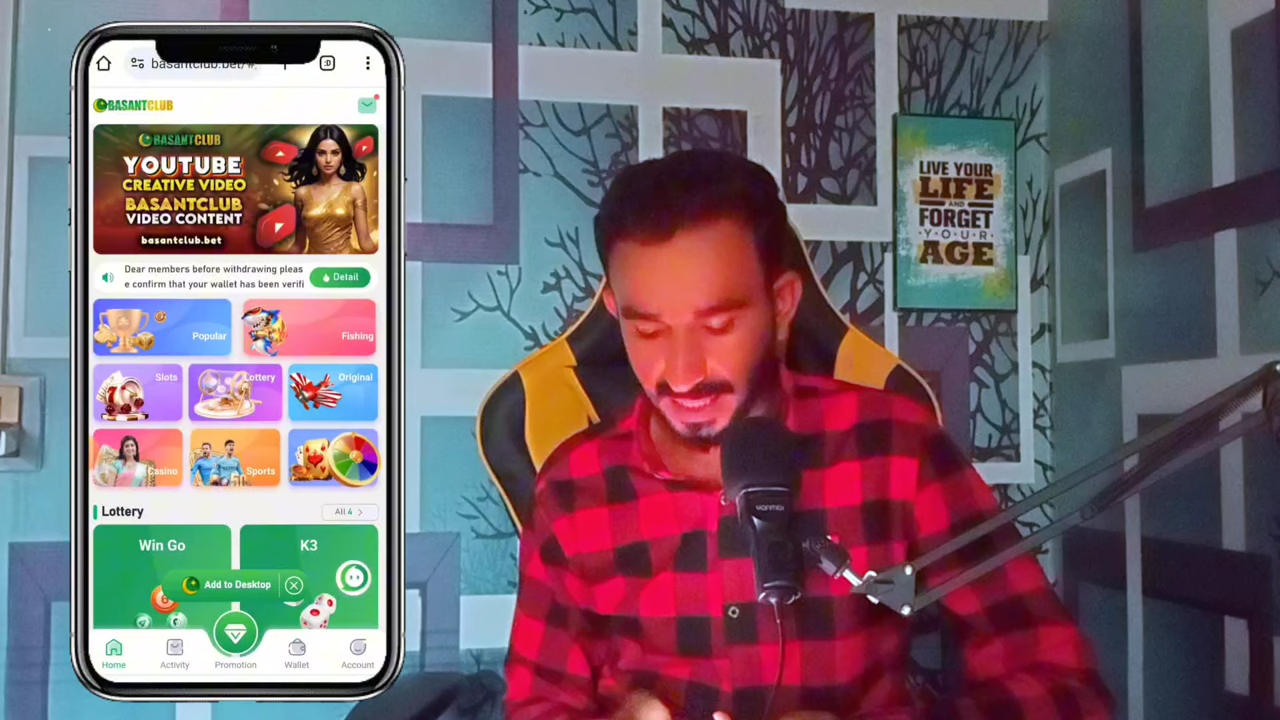 basantclub.bet/#
:D
BASANTCLUB
BASANTCLUB
YOUTUBE
CREATIVE VIDEO
BASANTCLUB
VIDEO CONTENT
basantclub.bet
Dear members before withdrawing pleas
e confirm that your wallet has been verifi
Detail
Popular
Fishing
Slots
Lottery
Original
Casino
Sports
Lottery
All 4 >
Win Go
K3
Add to Desktop
Home
Activity
Promotion
Wallet
Account
LIVE YOUR
LIFE
AND
FORGET
·Y·O·U·R·
AGE